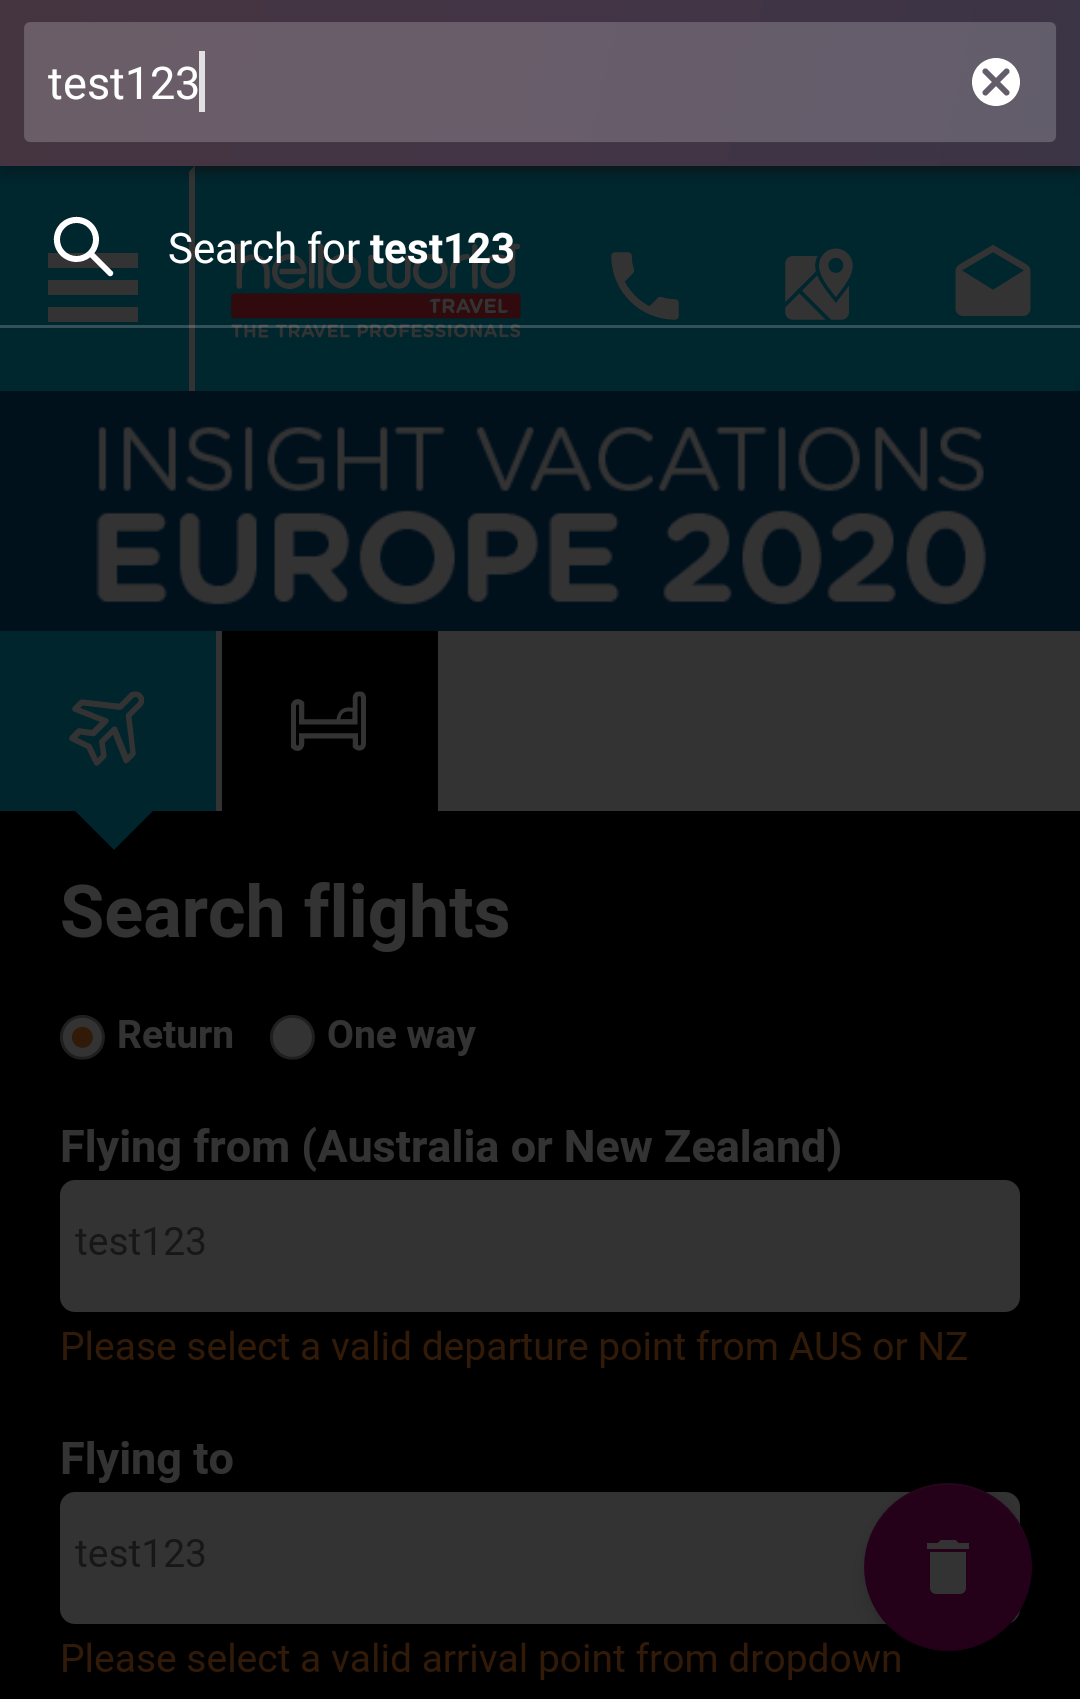 test123
Search for test123
helloworld
TRAVEL
THE TRAVEL PROFESSIONALS
INSIGHT VACATIONS
EUROPE 2020
Search flights
Return One way
Flying from (Australia or New Zealand)
test123
Please select a valid departure point from AUS or NZ
Flying to
test123
Please select a valid arrival point from dropdown